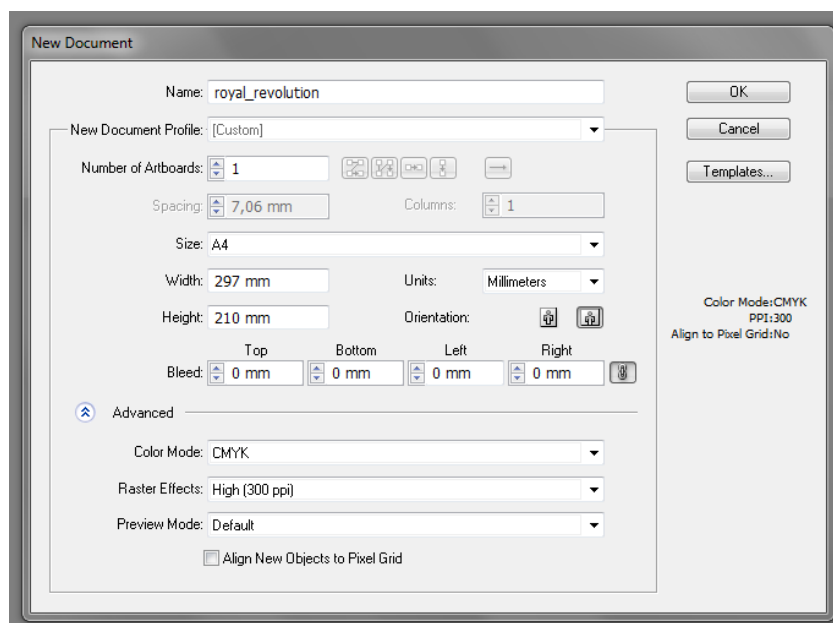 New Document
Name: royal_revolution
OK
New Document Profile: [Custom]
Cancel
Number of Artboards: 1
Templates...
Spacing: 7,06 mm Columns: 1
Size: A4
Width: 297 mm Units: Millimeters
Height: 210 mm Orientation:
Color Mode:CMYK
PPI:300
Align to Pixel Grid:No
Top Bottom Left Right
Bleed: 0 mm 0 mm 0 mm 0 mm
Advanced
Color Mode: CMYK
Raster Effects: High (300 ppi)
Preview Mode: Default
Align New Objects to Pixel Grid